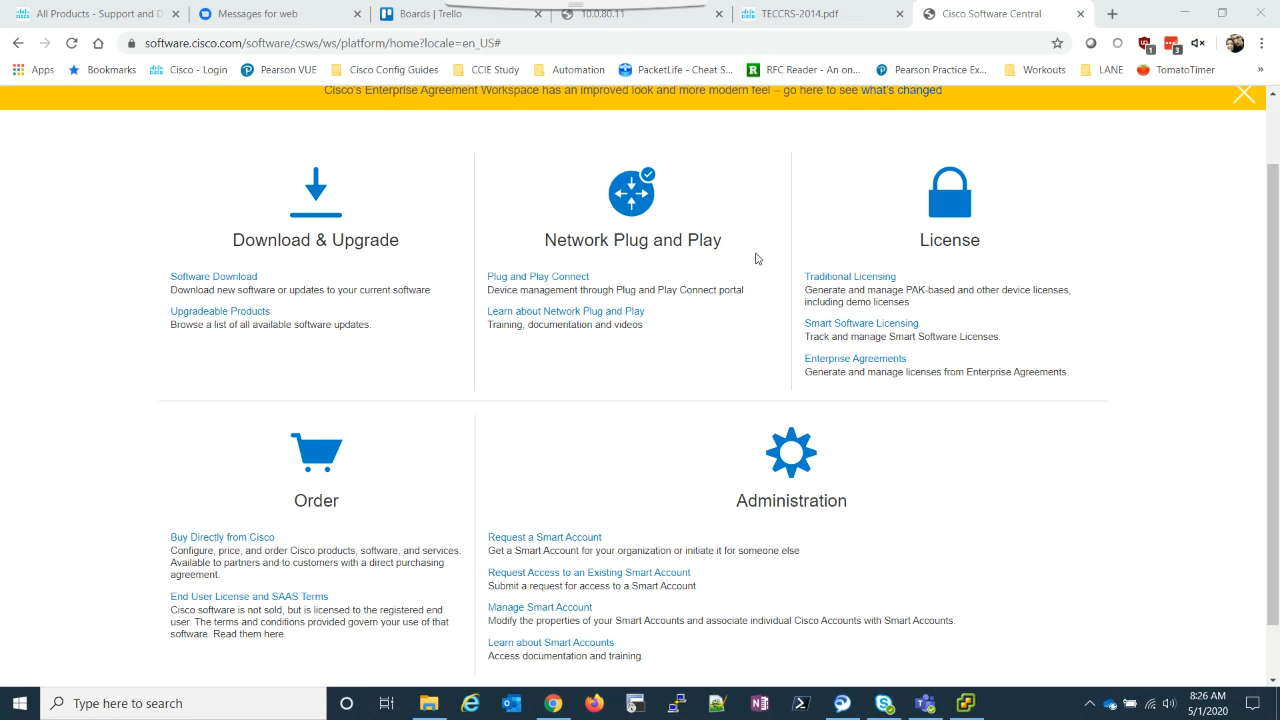 All Products - Support and D
Messages for web
Boards | Trello
10.0.80.11
TECCRS-2014.pdf
Cisco Software Central
software.cisco.com/software/csws/ws/platform/home?locale=en_US#
1
3
Apps
Bookmarks
Cisco - Login
Pearson VUE
Cisco Config Guides
CCIE Study
Automation
PacketLife - Cheat S...
RFC Reader - An on...
Pearson Practice Ex...
Workouts
LANE
TomatoTimer
»
Cisco's Enterprise Agreement Workspace has an improved look and more modern feel – go here to see what's changed
Download & Upgrade
Software Download
Download new software or updates to your current software
Upgradeable Products
Browse a list of all available software updates.
Network Plug and Play
Plug and Play Connect
Device management through Plug and Play Connect portal
Learn about Network Plug and Play
Training, documentation and videos
License
Traditional Licensing
Generate and manage PAK-based and other device licenses,
including demo licenses
Smart Software Licensing
Track and manage Smart Software Licenses.
Enterprise Agreements
Generate and manage licenses from Enterprise Agreements.
Order
Buy Directly from Cisco
Configure, price, and order Cisco products, software, and services.
Available to partners and to customers with a direct purchasing
agreement.
End User License and SAAS Terms
Cisco software is not sold, but is licensed to the registered end
user. The terms and conditions provided govern your use of that
software. Read them here.
Administration
Request a Smart Account
Get a Smart Account for your organization or initiate it for someone else
Request Access to an Existing Smart Account
Submit a request for access to a Smart Account
Manage Smart Account
Modify the properties of your Smart Accounts and associate individual Cisco Accounts with Smart Accounts.
Learn about Smart Accounts
Access documentation and training.
Type here to search
8:26 AM
5/1/2020